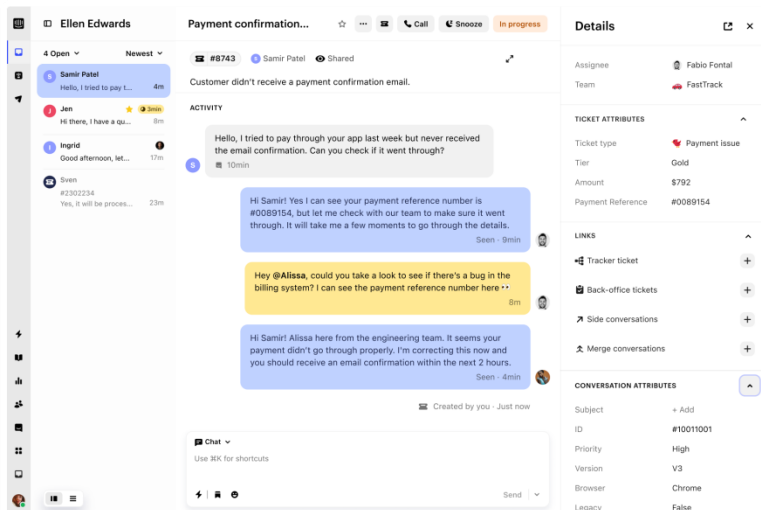 Ellen Edwards
4 Open
Newest
Samir Patel
Hello, I tried to pay t...
4m
Jen
3min
Hi there, I have a qu...
8m
Ingrid
Good afternoon, let...
17m
Sven
#2302234
Yes, it will be proces...
23m
Payment confirmation...
Call
Snooze
In progress
#8743
Samir Patel
Shared
Customer didn't receive a payment confirmation email.
ACTIVITY
Hello, I tried to pay through your app last week but never received
the email confirmation. Can you check if it went through?
10min
S
Hi Samir! Yes I can see your payment reference number is
#0089154, but let me check with our team to make sure it went
through. It will take me a few moments to go through the details.
Seen · 9min
Hey @Alissa, could you take a look to see if there's a bug in the
billing system? I can see the payment reference number here 👀
8m
Hi Samir! Alissa here from the engineering team. It seems your
payment didn't go through properly. I'm correcting this now and
you should receive an email confirmation within the next 2 hours.
Seen · 4min
Created by you · Just now
Chat
Use ⌘K for shortcuts
Send
Details
Assignee
Fabio Fontal
Team
FastTrack
TICKET ATTRIBUTES
Ticket type
Payment issue
Tier
Gold
Amount
$792
Payment Reference
#0089154
LINKS
Tracker ticket
Back-office tickets
Side conversations
Merge conversations
CONVERSATION ATTRIBUTES
Subject
+ Add
ID
#10011001
Priority
High
Version
V3
Browser
Chrome
Legacy
False